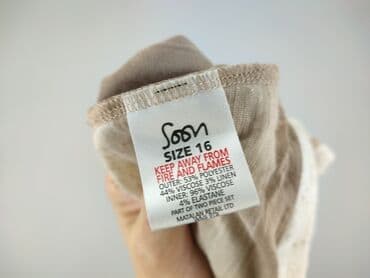 Soon
SIZE 16
KEEP AWAY FROM
FIRE AND FLAMES
OUTER: 53% POLYESTER
44% VISCOSE 3% LINEN
INNER: 96% VISCOSE
4% ELASTANE
PART OF TWO PIECE SET
MATALAN RETAIL LTD